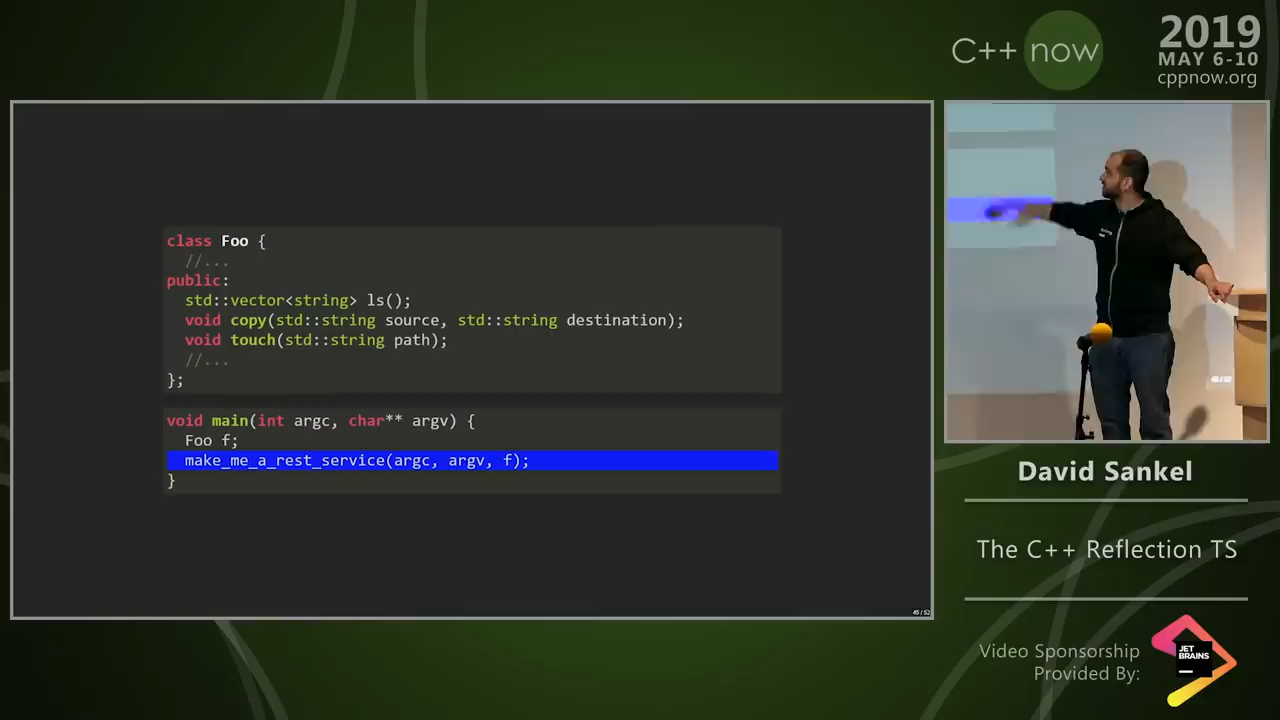 C++ now
2019
MAY 6-10
cppnow.org
class Foo {
//...
public:
std::vector<string> ls();
void copy(std::string source, std::string destination);
void touch(std::string path);
//...
};
void main(int argc, char** argv) {
Foo f;
make_me_a_rest_service(argc, argv, f);
}
45 / 52
David Sankel
The C++ Reflection TS
Video Sponsorship
Provided By:
JET
BRAINS